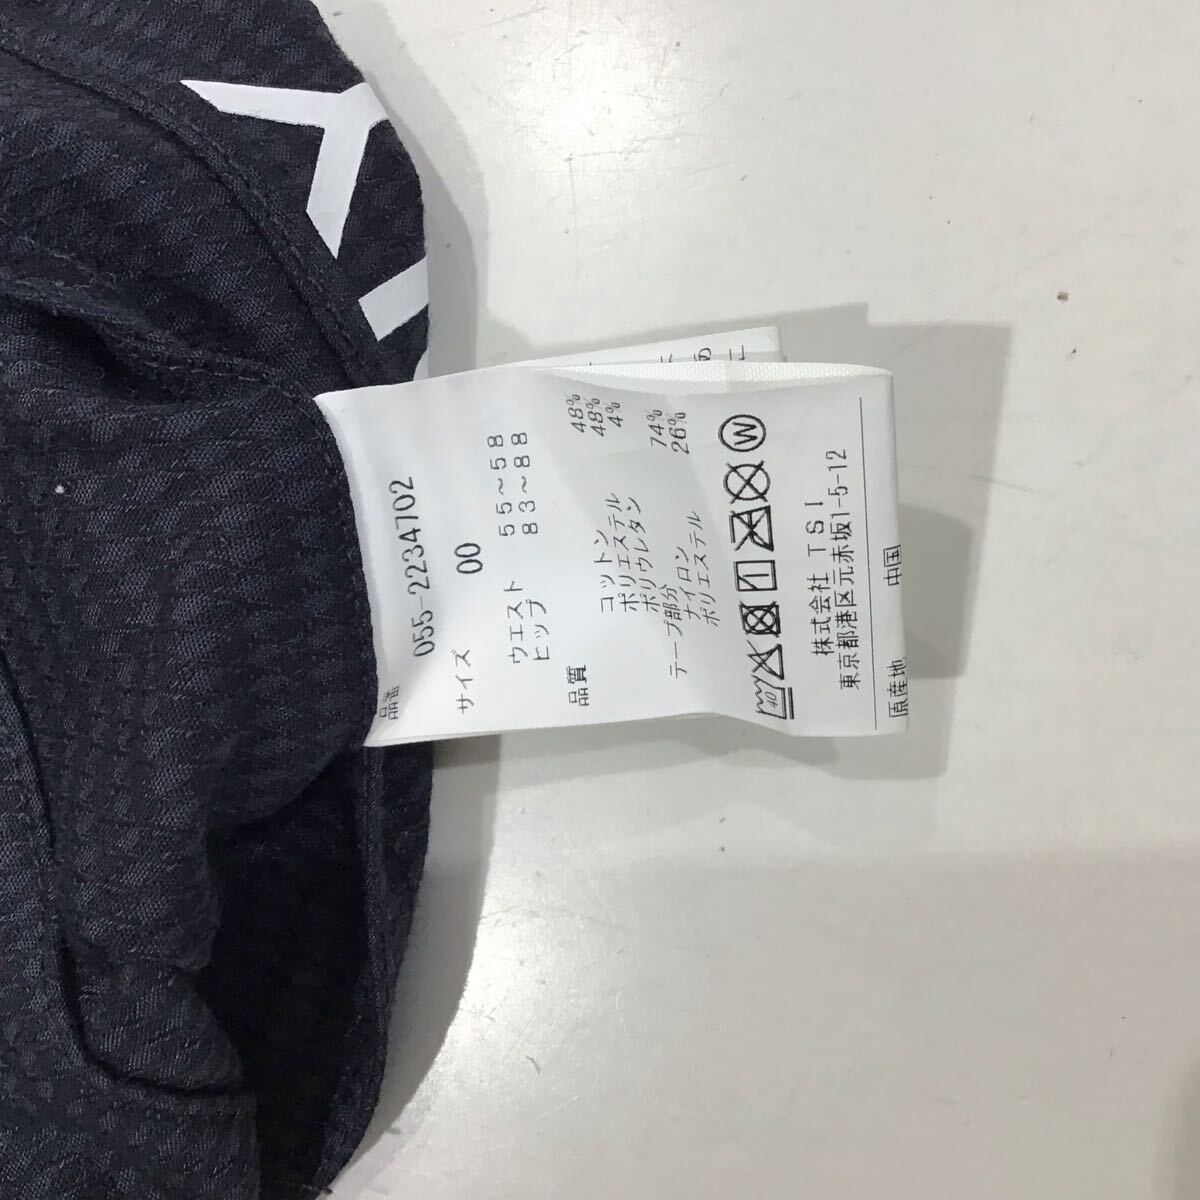 品番
055-2234702
サイズ
00
ウエスト 55～58
ヒップ 83～88
品質
コットン 48%
ポリエステル 48%
ポリウレタン 4%
テープ部分
ナイロン 74%
ポリエステル 26%
40
W
株式会社 TSI
東京都港区元赤坂1-5-12
原産地 中国